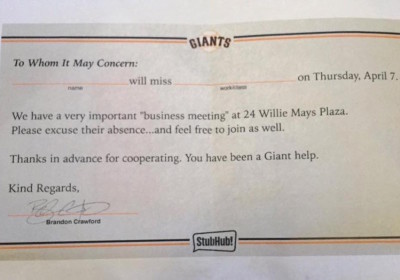 GIANTS
To Whom It May Concern:
will miss on Thursday, April 7.
name work/class
We have a very important "business meeting" at 24 Willie Mays Plaza.
Please excuse their absence...and feel free to join as well.
Thanks in advance for cooperating. You have been a Giant help.
Kind Regards,
Brandon Crawford
StubHub!